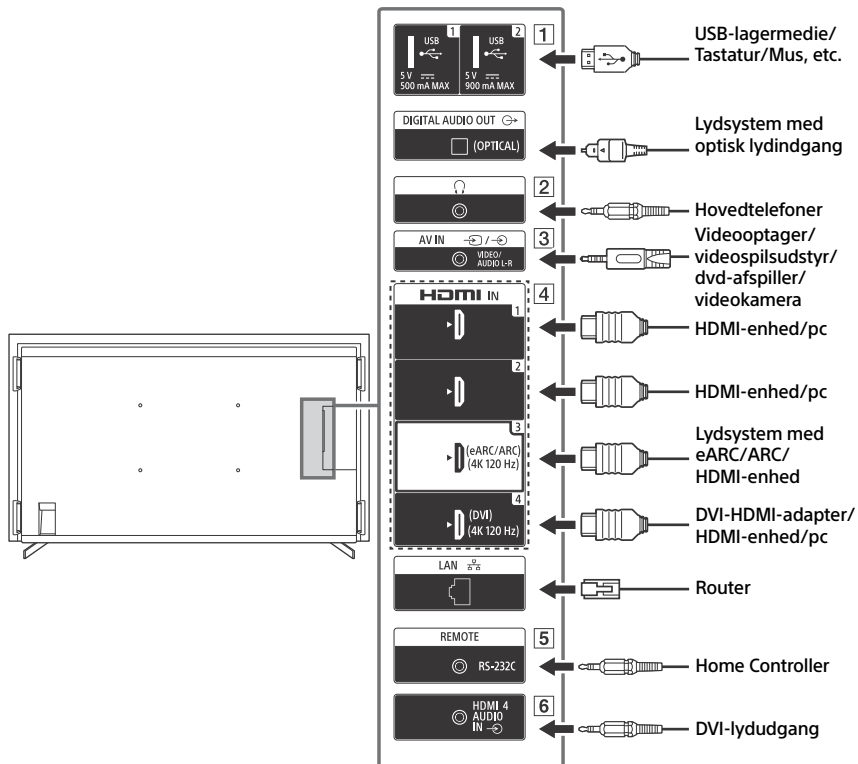 1
2
USB
USB
5 V
500 mA MAX
5 V
900 mA MAX
1
USB-lagermedie/
Tastatur/Mus, etc.
DIGITAL AUDIO OUT
(OPTICAL)
Lydsystem med
optisk lydindgang
2
Hovedtelefoner
AV IN
/
VIDEO/
AUDIO L-R
3
Videooptager/
videospilsudstyr/
dvd-afspiller/
videokamera
HDMI IN
4
1
HDMI-enhed/pc
2
HDMI-enhed/pc
3
(eARC/ARC)
(4K 120 Hz)
Lydsystem med
eARC/ARC/
HDMI-enhed
4
(DVI)
(4K 120 Hz)
DVI-HDMI-adapter/
HDMI-enhed/pc
LAN
Router
REMOTE
5
RS-232C
Home Controller
HDMI 4
AUDIO
IN
6
DVI-lydudgang